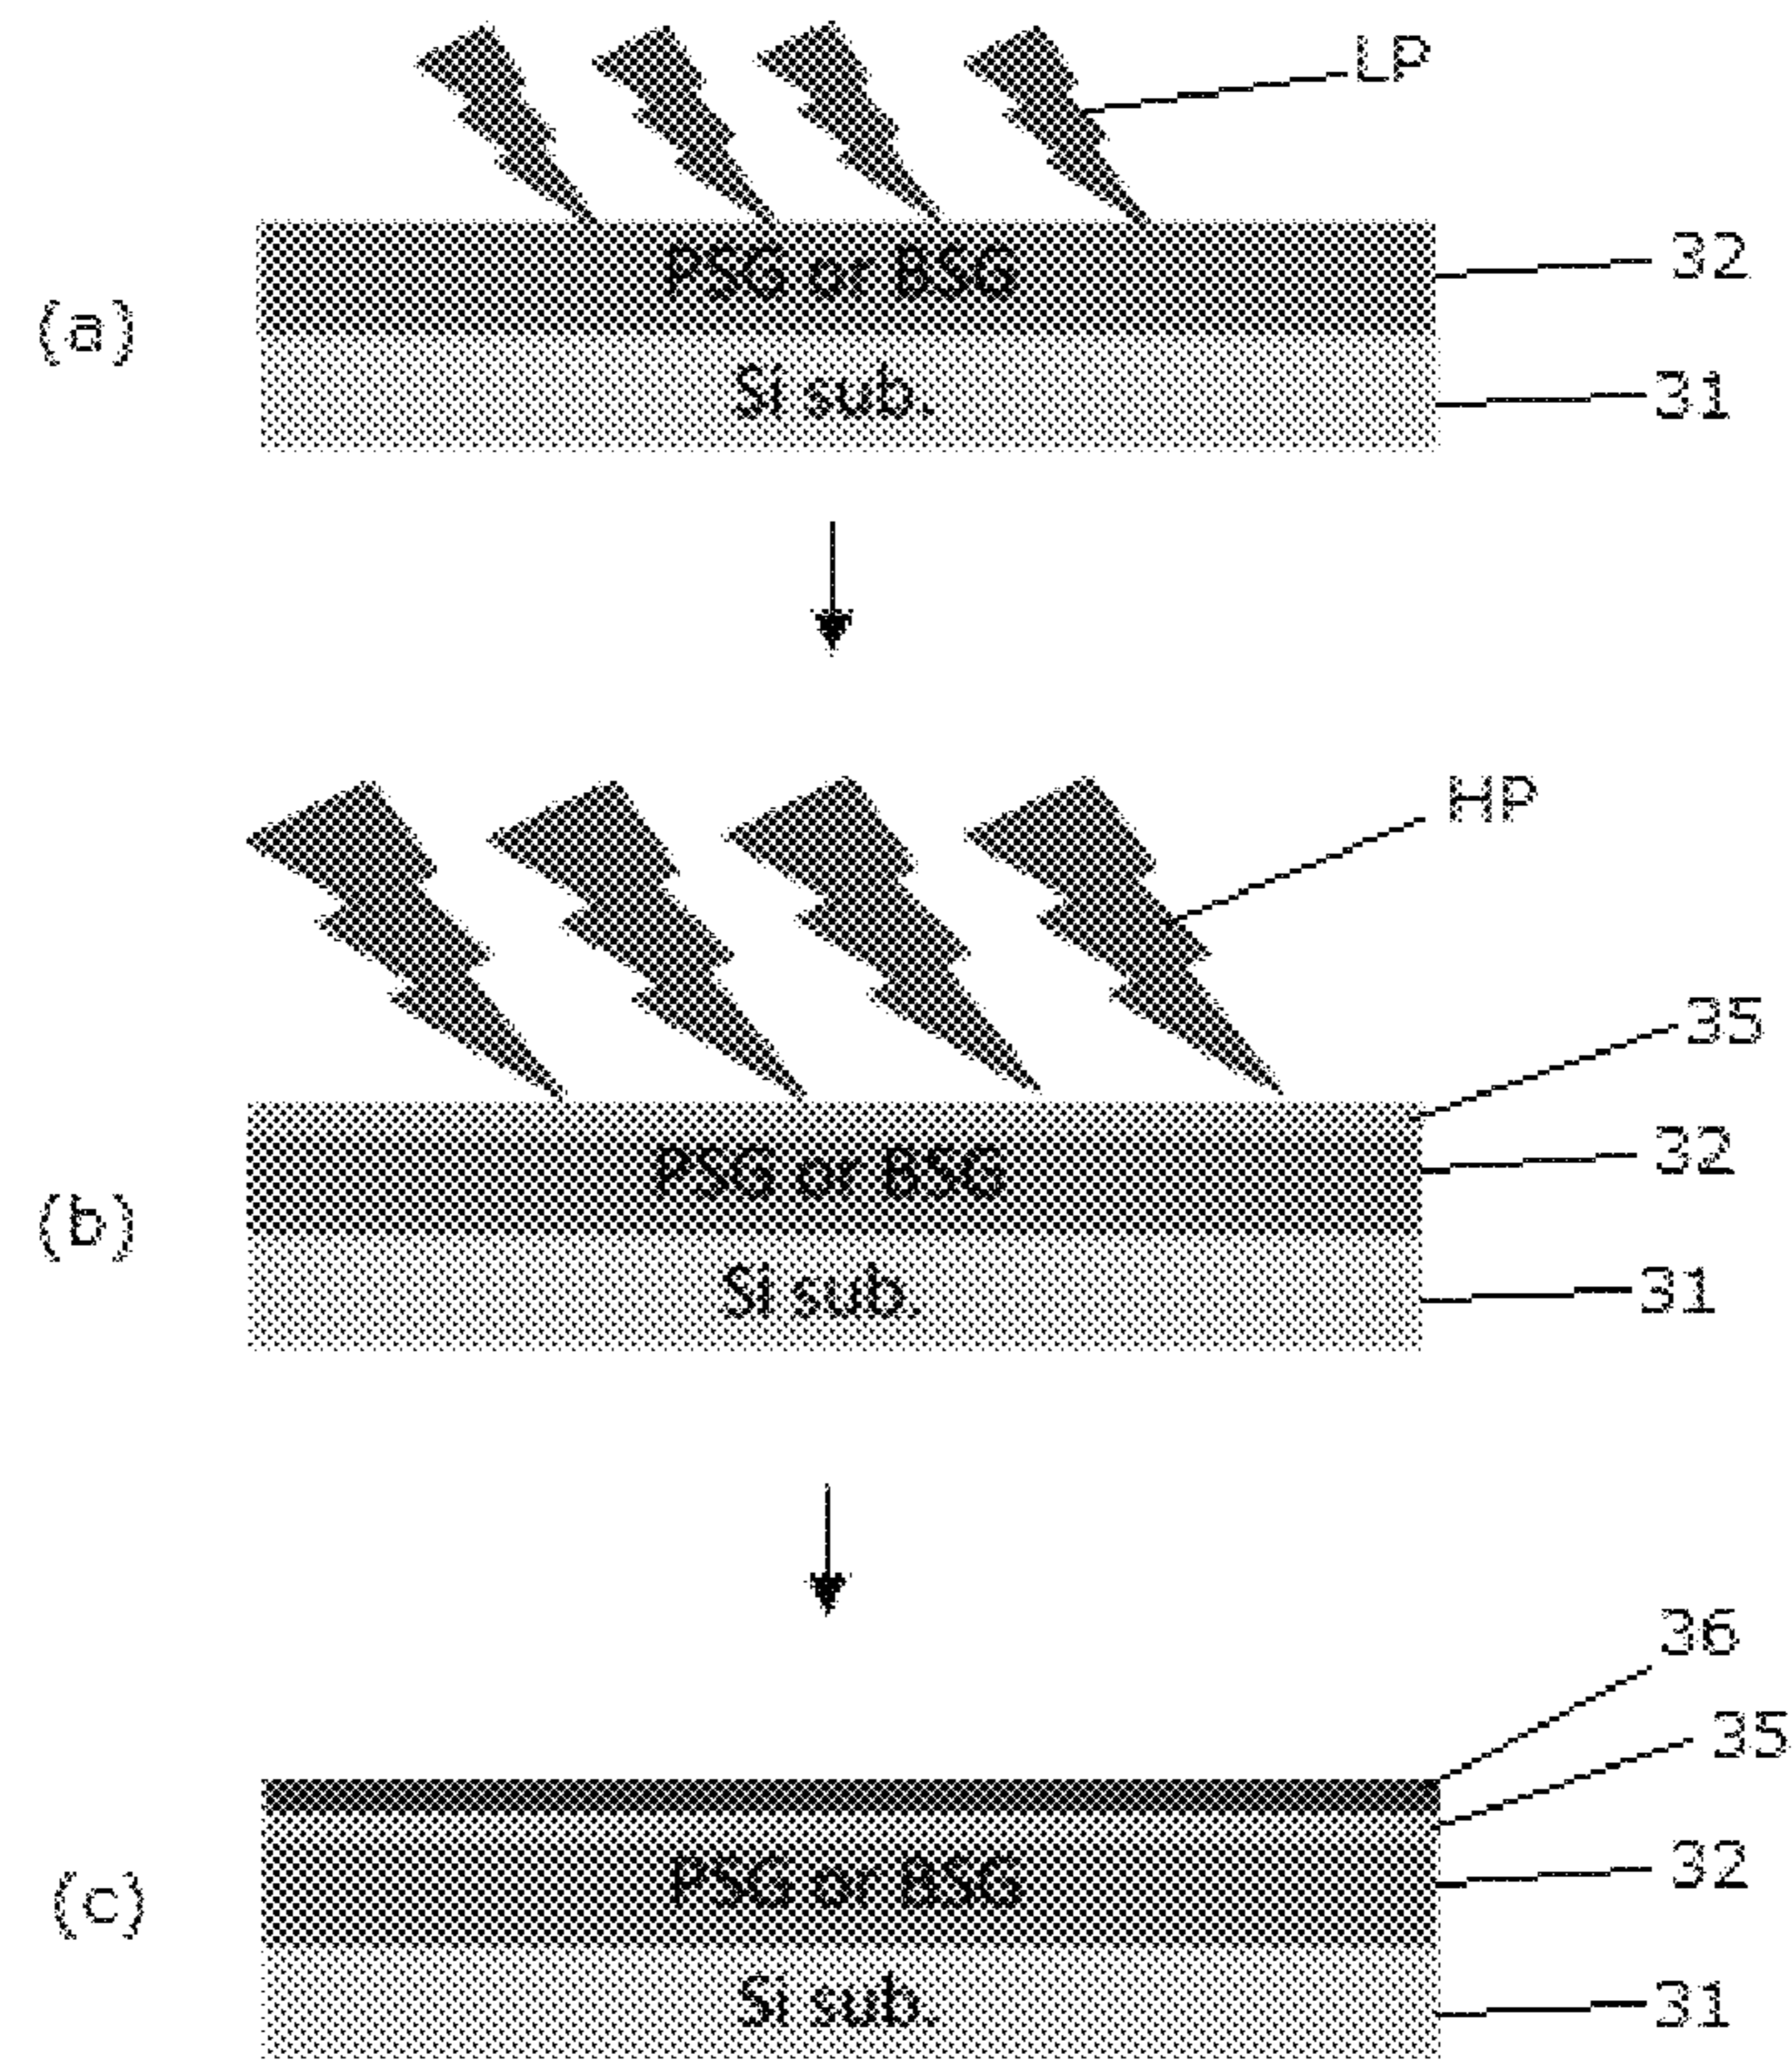 LP
PSG or BSG
32
(a)
Si sub.
31
HP
35
PSG or BSG
32
(b)
Si sub.
31
36
35
PSG or BSG
32
(c)
Si sub.
31